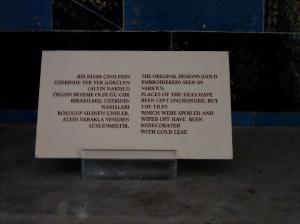 BİR KISIM ÇİNİLERİN
ÜZERİNDE YER YER GÖRÜLEN
(ALTIN NAKIŞLI)
ÖZGÜN BEZEME OLDUĞU GİBİ
BIRAKILMIŞ, ÜZERİNİN
NAKIŞLARI
BOZULUP SİLİNEN ÇİNİLER,
ALTIN VARAKLA YENİDEN
SÜSLENMİŞTİR.
THE ORIGINAL DESIGNS (GOLD
EMBROIDERED) SEEN IN
VARIOUS
PLACES OF THE TILES HAVE
BEEN LEFT UNCHANGED, BUT
THE TILES
WHICH WERE SPOILED AND
WIPED OFF HAVE BEEN
REDECORATED
WITH GOLD LEAF.